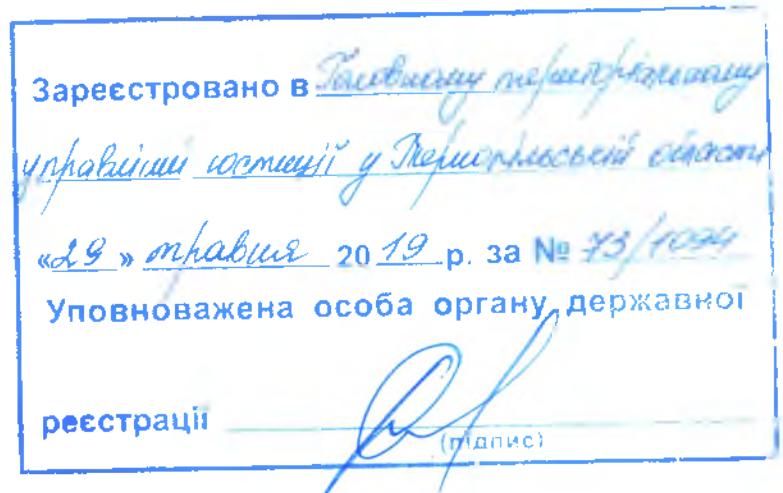 Зареєстровано в Головному територіальному
управлінні юстиції у Тернопільській області
«29» травня 2019 р. за № 73/1094
Уповноважена особа органу державної
реєстрації
(підпис)